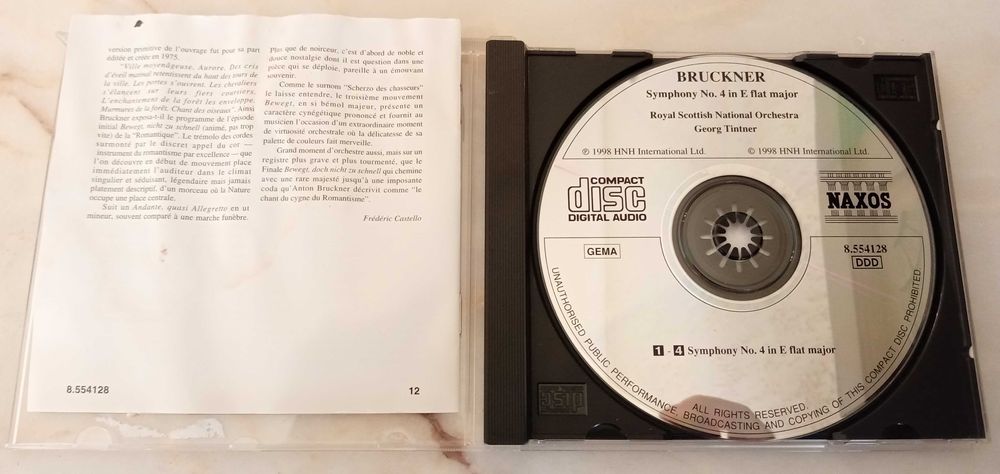 version primitive de l'ouvrage fut pour sa part
éditée et créée en 1975.
"Ville moyenâgeuse. Aurore. Des cris
d'éveil matinal retentissent du haut des tours de
la ville. Les portes s'ouvrent. Les chevaliers
s'élancent sur leurs fiers coursiers.
L'enchantement de la forêt les enveloppe.
Murmures de la forêt. Chant des oiseaux". Ainsi
Bruckner exposa-t-il le programme de l'épisode
initial Bewegt, nicht zu schnell (animé, pas trop
vite) de la "Romantique". Le trémolo des cordes
surmonté par le discret appel du cor —
instrument du romantisme par excellence — que
l'on découvre en début de mouvement place
immédiatement l'auditeur dans le climat
singulier et séduisant, légendaire mais jamais
platement descriptif, d'un morceau où la Nature
occupe une place centrale.
Suit un Andante, quasi Allegretto en ut
mineur, souvent comparé à une marche funèbre.
Plus que de noirceur, c'est d'abord de noble et
douce nostalgie dont il est question dans une
pièce qui se déploie, pareille à un émouvant
souvenir.
Comme le surnom "Scherzo des chasseurs"
le laisse entendre, le troisième mouvement
Bewegt, en si bémol majeur, présente un
caractère cynégétique prononcé et fournit au
musicien l'occasion d'un extraordinaire moment
de virtuosité orchestrale où la délicatesse de sa
palette de couleurs fait merveille.
Grand moment d'orchestre aussi, mais sur un
registre plus grave et plus tourmenté, que le
Finale Bewegt, doch nicht zu schnell qui chemine
avec une rare majesté jusqu'à une imposante
coda qu'Anton Bruckner décrivit comme "le
chant du cygne du Romantisme".
Frédéric Castello
8.554128
12
BRUCKNER
Symphony No. 4 in E flat major
Royal Scottish National Orchestra
Georg Tintner
℗ 1998 HNH International Ltd.
© 1998 HNH International Ltd.
COMPACT
disc
DIGITAL AUDIO
NAXOS
GEMA
8.554128
DDD
1 - 4 Symphony No. 4 in E flat major
ALL RIGHTS RESERVED.
UNAUTHORISED PUBLIC PERFORMANCE, BROADCASTING AND COPYING OF THIS COMPACT DISC PROHIBITED.
disc